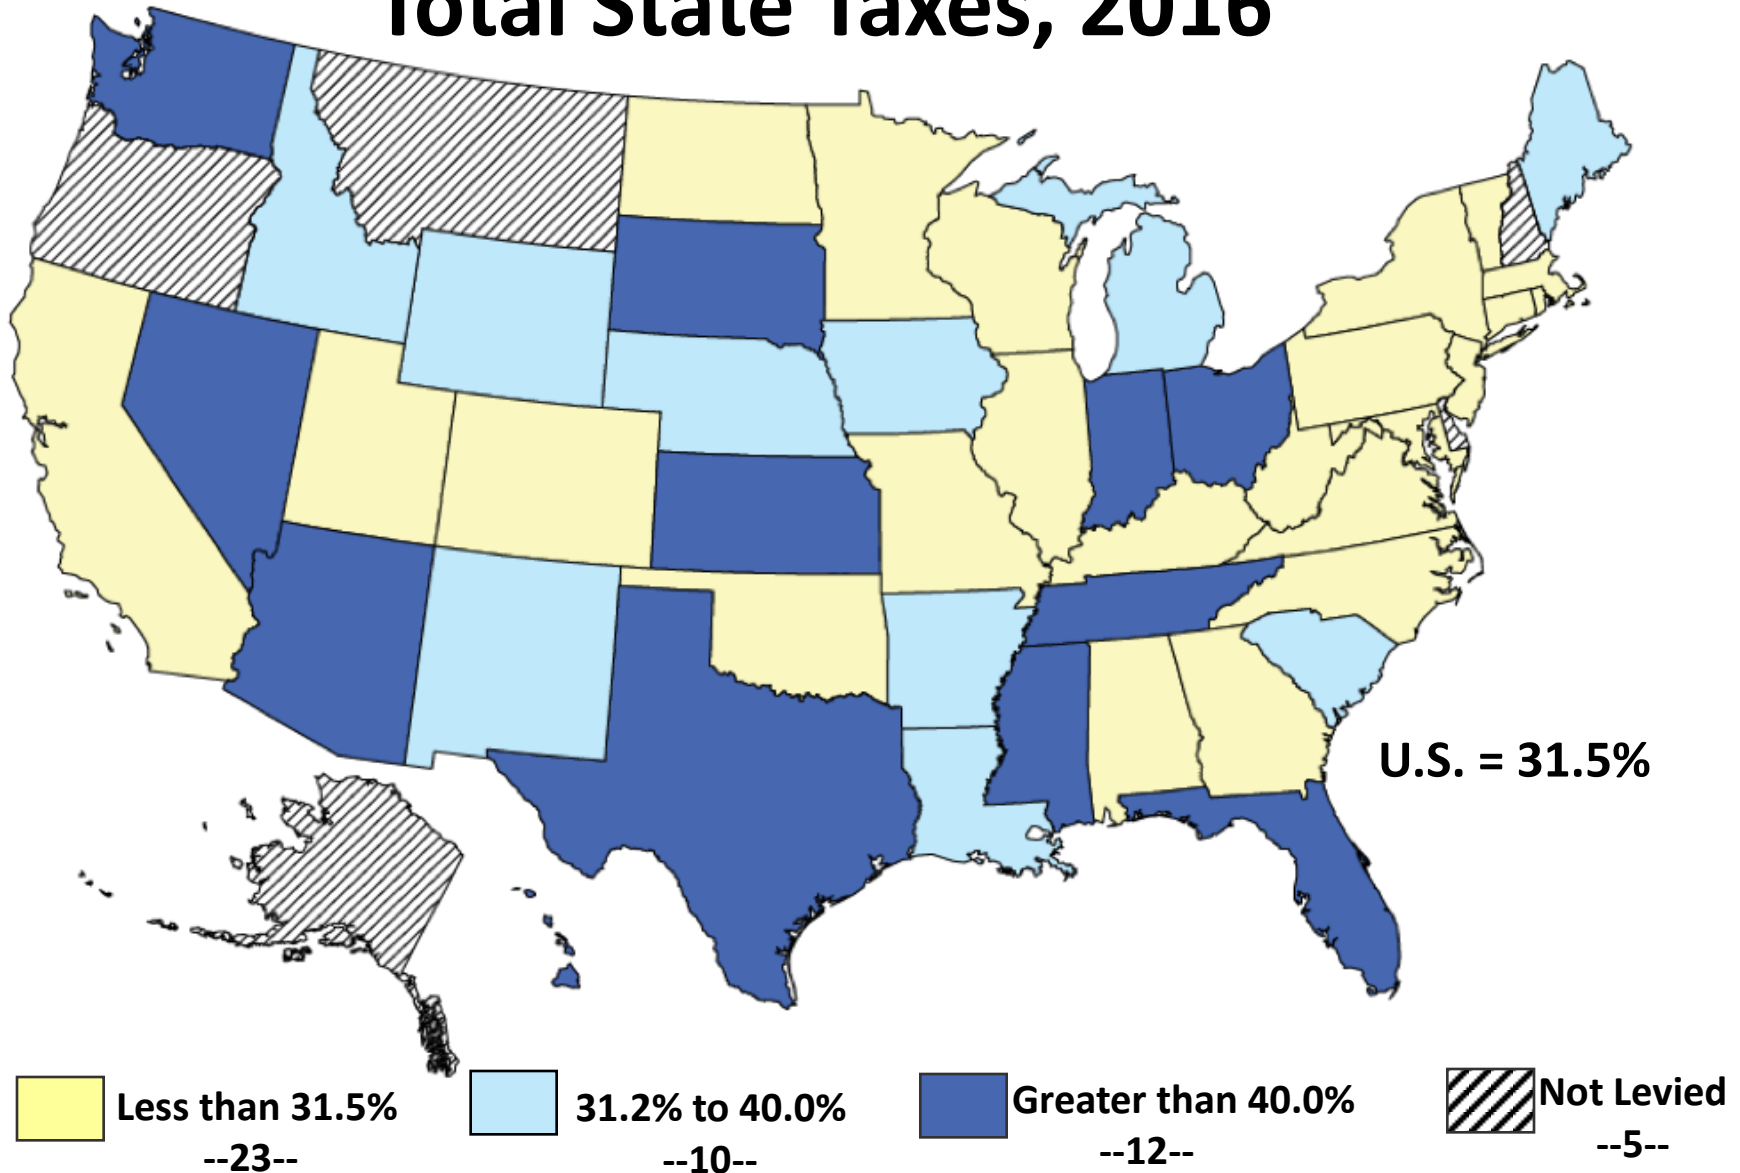 Total State Taxes, 2016
U.S. = 31.5%
Less than 31.5%
--23--
31.2% to 40.0%
--10--
Greater than 40.0%
--12--
Not Levied
--5--